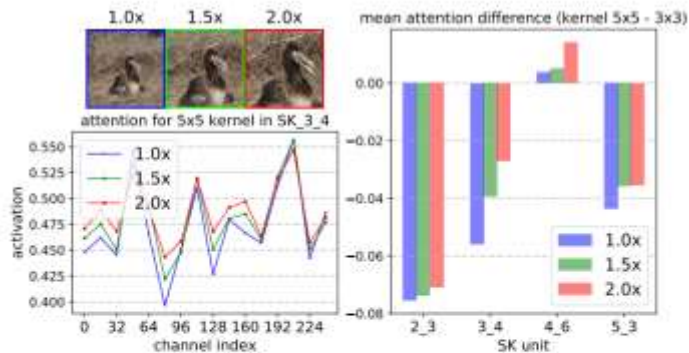 1.0x 1.5x 2.0x
attention for 5x5 kernel in SK_3_4
activation
0.550
0.525
0.500
0.475
0.450
0.425
0.400
1.0x
1.5x
2.0x
0 32 64 96 128 160 192 224
channel index
mean attention difference (kernel 5x5 - 3x3)
0.00
−0.02
−0.04
−0.06
−0.08
1.0x
1.5x
2.0x
2_3 3_4 4_6 5_3
SK unit